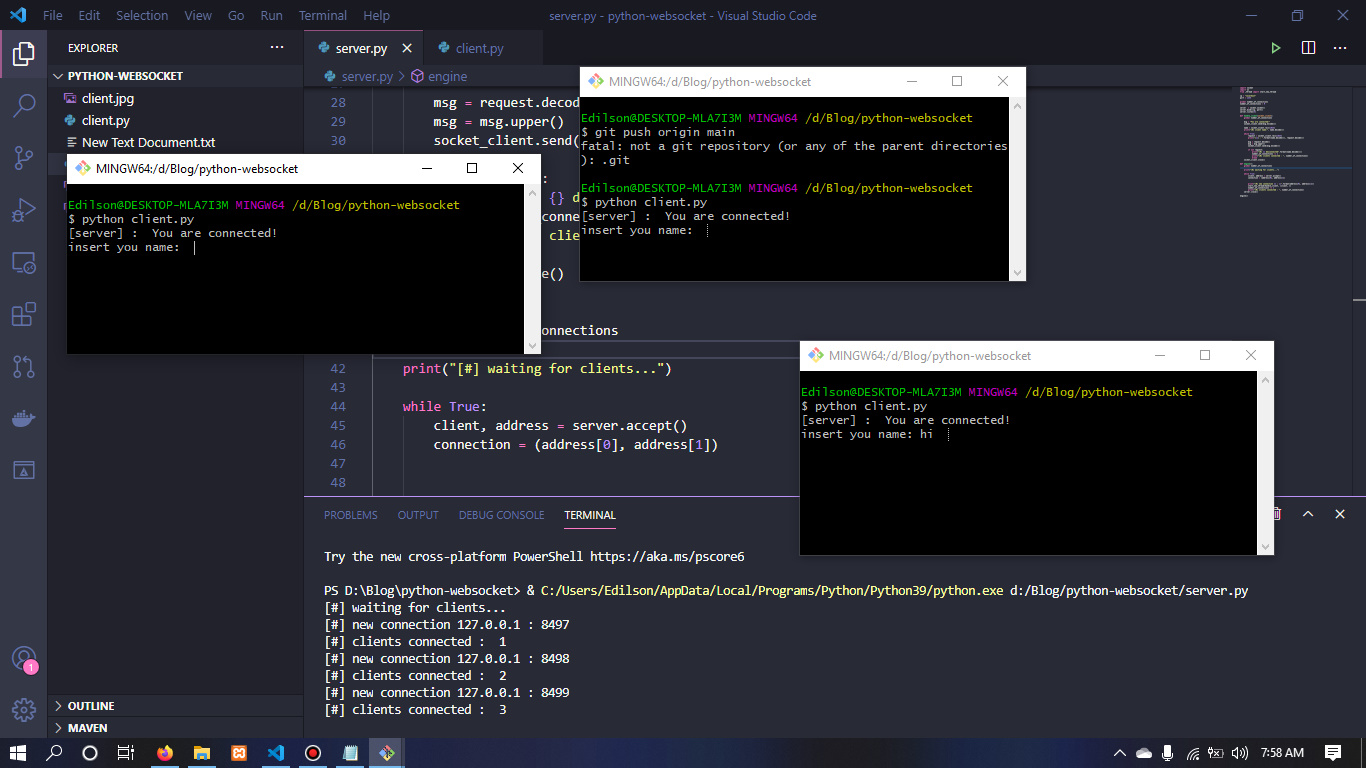 File Edit Selection View Go Run Terminal Help
server.py - python-websocket - Visual Studio Code
EXPLORER
PYTHON-WEBSOCKET
client.jpg
client.py
New Text Document.txt
OUTLINE
MAVEN
server.py
client.py
server.py > engine
28 msg = request.decod
29 msg = msg.upper()
30 socket_client.send(
:
{} d
conne
clie
e()
onnections
42 print("[#] waiting for clients...")
43
44 while True:
45 client, address = server.accept()
46 connection = (address[0], address[1])
47
48
MINGW64:/d/Blog/python-websocket
Edilson@DESKTOP-MLA7I3M MINGW64 /d/Blog/python-websocket
$ python client.py
[server] :  You are connected!
insert you name:
MINGW64:/d/Blog/python-websocket
Edilson@DESKTOP-MLA7I3M MINGW64 /d/Blog/python-websocket
$ git push origin main
fatal: not a git repository (or any of the parent directories
): .git
Edilson@DESKTOP-MLA7I3M MINGW64 /d/Blog/python-websocket
$ python client.py
[server] :  You are connected!
insert you name:
MINGW64:/d/Blog/python-websocket
Edilson@DESKTOP-MLA7I3M MINGW64 /d/Blog/python-websocket
$ python client.py
[server] :  You are connected!
insert you name: hi
PROBLEMS OUTPUT DEBUG CONSOLE TERMINAL
Try the new cross-platform PowerShell https://aka.ms/pscore6
PS D:\Blog\python-websocket> & C:/Users/Edilson/AppData/Local/Programs/Python/Python39/python.exe d:/Blog/python-websocket/server.py
[#] waiting for clients...
[#] new connection 127.0.0.1 : 8497
[#] clients connected :  1
[#] new connection 127.0.0.1 : 8498
[#] clients connected :  2
[#] new connection 127.0.0.1 : 8499
[#] clients connected :  3
1
7:58 AM